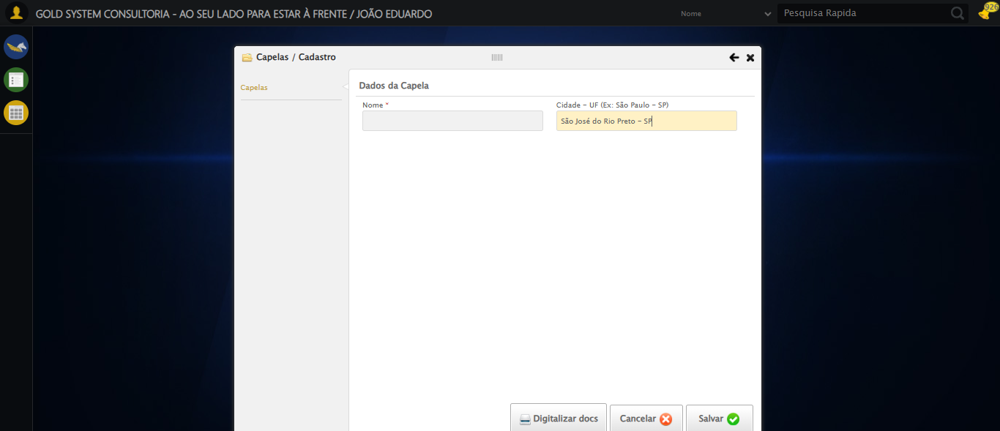 GOLD SYSTEM CONSULTORIA - AO SEU LADO PARA ESTAR À FRENTE / JOÃO EDUARDO
Nome
Pesquisa Rapida
926
Capelas / Cadastro
Capelas
Dados da Capela
Nome *
Cidade - UF (Ex: São Paulo - SP)
São José do Rio Preto - SP
Digitalizar docs
Cancelar
Salvar